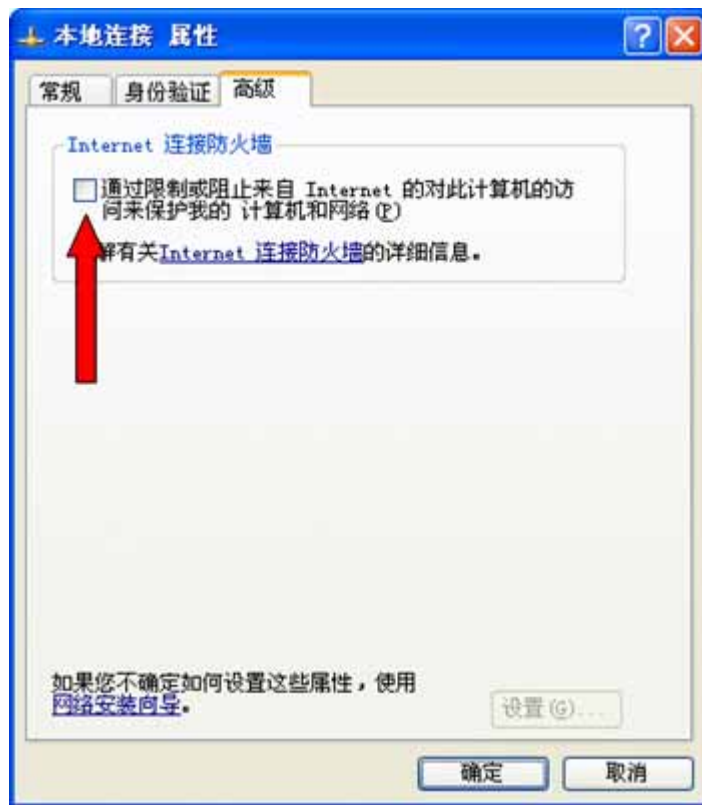 本地连接 属性
常规 身份验证 高级
Internet 连接防火墙
通过限制或阻止来自 Internet 的对此计算机的访
问来保护我的 计算机和网络(P)
解有关Internet 连接防火墙的详细信息。
如果您不确定如何设置这些属性，使用
网络安装向导。
设置(G)...
确定 取消